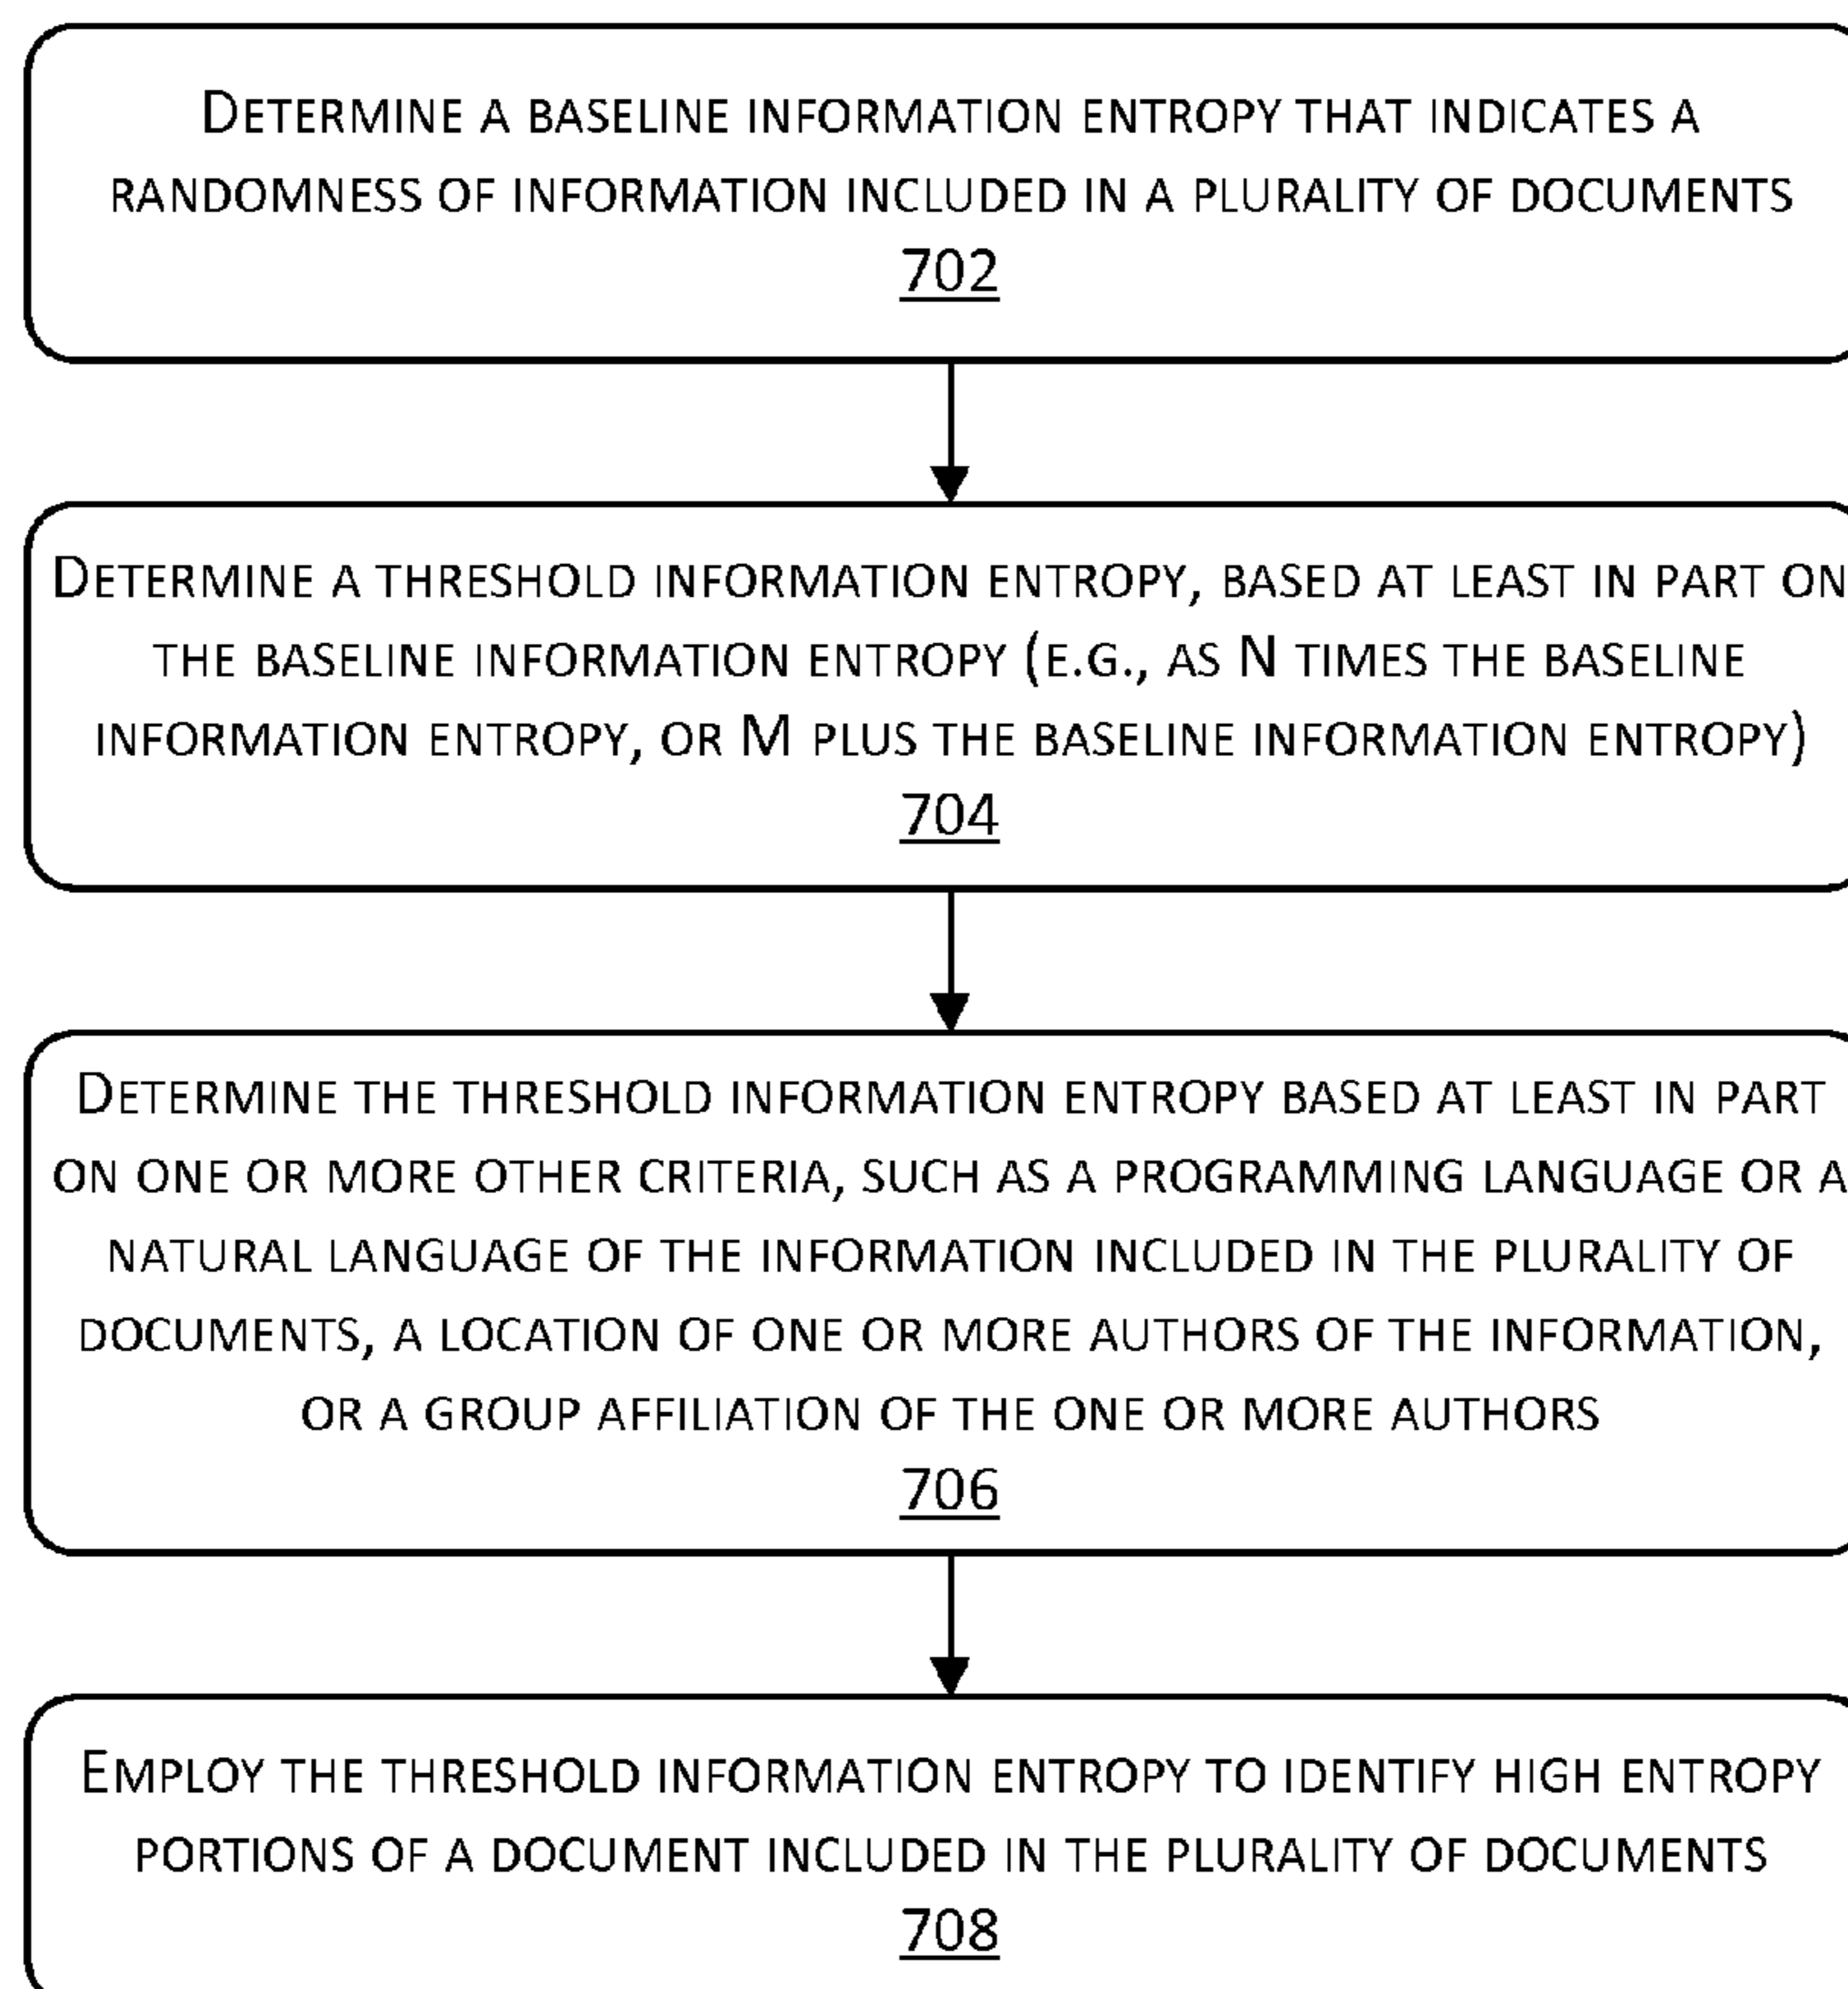 DETERMINE A BASELINE INFORMATION ENTROPY THAT INDICATES A
RANDOMNESS OF INFORMATION INCLUDED IN A PLURALITY OF DOCUMENTS
702
DETERMINE A THRESHOLD INFORMATION ENTROPY, BASED AT LEAST IN PART ON
THE BASELINE INFORMATION ENTROPY (E.G., AS N TIMES THE BASELINE
INFORMATION ENTROPY, OR M PLUS THE BASELINE INFORMATION ENTROPY)
704
DETERMINE THE THRESHOLD INFORMATION ENTROPY BASED AT LEAST IN PART
ON ONE OR MORE OTHER CRITERIA, SUCH AS A PROGRAMMING LANGUAGE OR A
NATURAL LANGUAGE OF THE INFORMATION INCLUDED IN THE PLURALITY OF
DOCUMENTS, A LOCATION OF ONE OR MORE AUTHORS OF THE INFORMATION,
OR A GROUP AFFILIATION OF THE ONE OR MORE AUTHORS
706
EMPLOY THE THRESHOLD INFORMATION ENTROPY TO IDENTIFY HIGH ENTROPY
PORTIONS OF A DOCUMENT INCLUDED IN THE PLURALITY OF DOCUMENTS
708